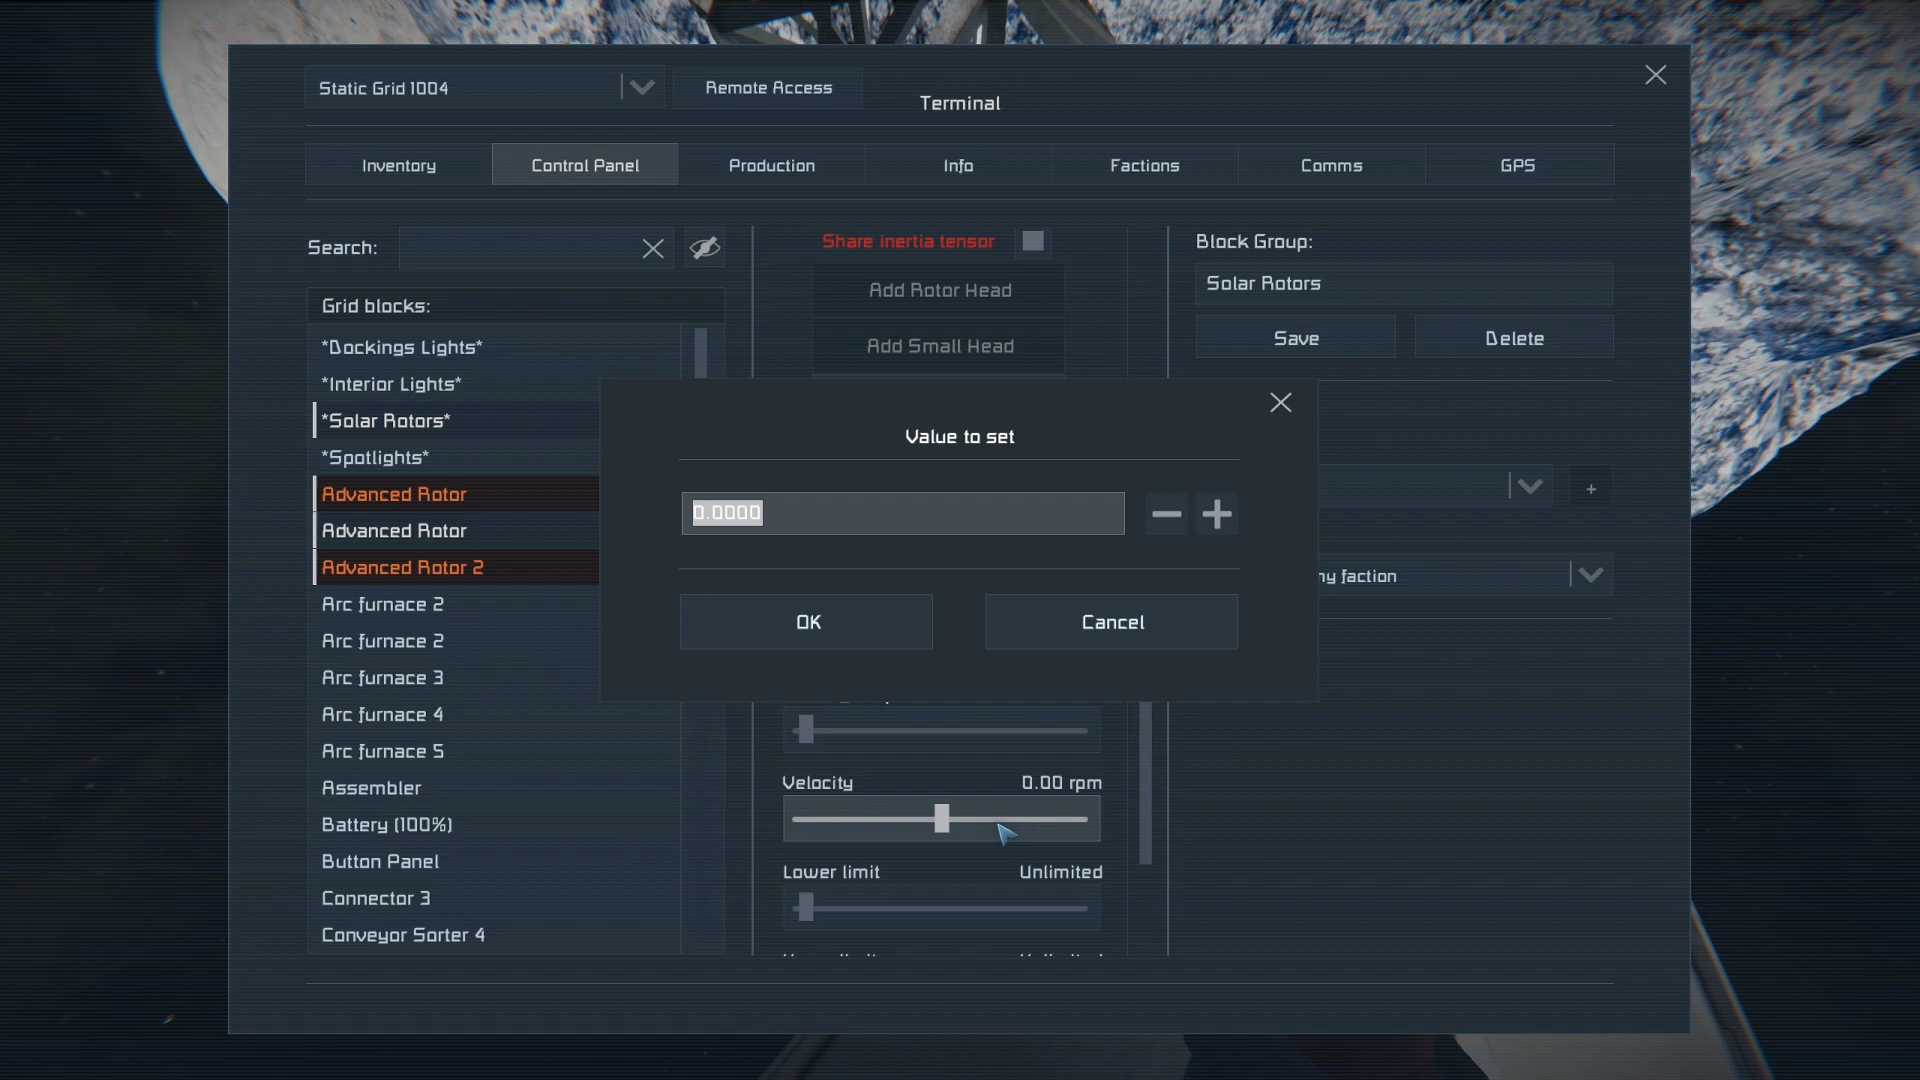 Static Grid 1004
Remote Access
Terminal
Inventory
Control Panel
Production
Info
Factions
Comms
GPS
Search:
Grid blocks:
*Dockings Lights*
*Interior Lights*
*Solar Rotors*
*Spotlights*
Advanced Rotor
Advanced Rotor
Advanced Rotor 2
Arc furnace 2
Arc furnace 2
Arc furnace 3
Arc furnace 4
Arc furnace 5
Assembler
Battery (100%)
Button Panel
Connector 3
Conveyor Sorter 4
Share inertia tensor
Add Rotor Head
Add Small Head
Value to set
0.0000
OK
Cancel
Velocity 0.00 rpm
Lower limit Unlimited
Block Group:
Solar Rotors
Save
Delete
faction